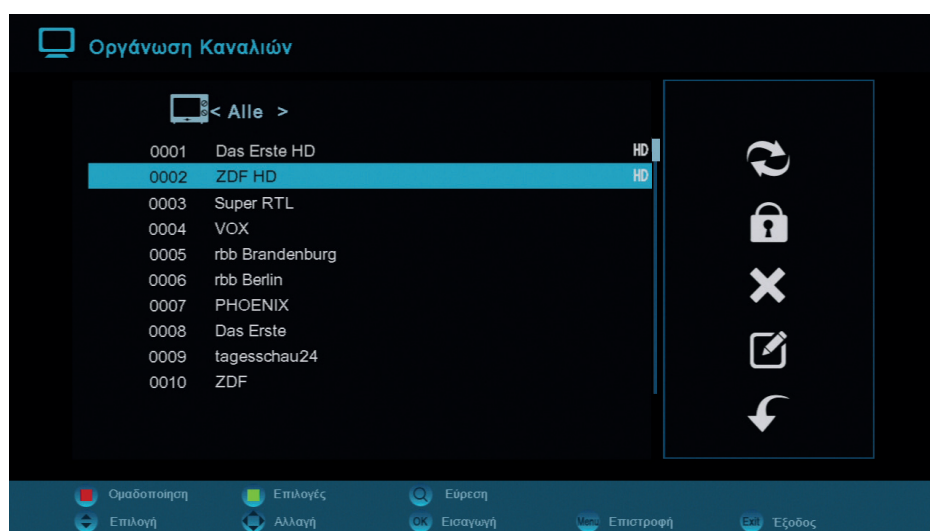 Οργάνωση Καναλιών
< Alle >
0001 Das Erste HD HD
0002 ZDF HD HD
0003 Super RTL
0004 VOX
0005 rbb Brandenburg
0006 rbb Berlin
0007 PHOENIX
0008 Das Erste
0009 tagesschau24
0010 ZDF
Ομαδοποίηση Επιλογές Εύρεση
Επιλογή Αλλαγή OK Εισαγωγή Menu Επιστροφή Exit Έξοδος